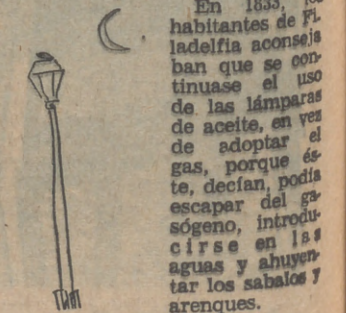 En 1833, los
habitantes de Fi-
ladelfia aconseja
ban que se con-
tinuase el uso
de las lámparas
de aceite, en vez
de adoptar el
gas, porque és-
te, decían, podía
escapar del ga-
sógeno, introdu-
cirse en las
aguas y ahuyen-
tar los sabalos y
arenques.